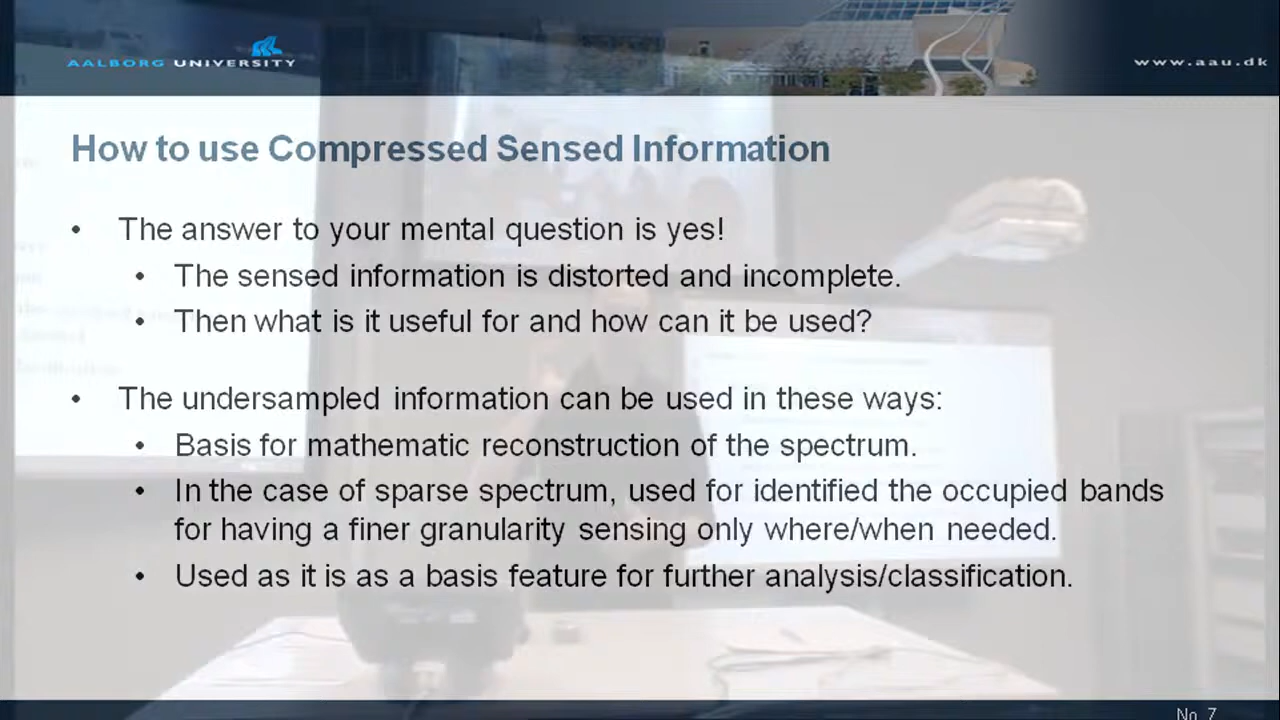 AALBORG UNIVERSITY
www.aau.dk
How to use Compressed Sensed Information
• The answer to your mental question is yes!
• The sensed information is distorted and incomplete.
• Then what is it useful for and how can it be used?
• The undersampled information can be used in these ways:
• Basis for mathematic reconstruction of the spectrum.
• In the case of sparse spectrum, used for identified the occupied bands
for having a finer granularity sensing only where/when needed.
• Used as it is as a basis feature for further analysis/classification.
No. 7